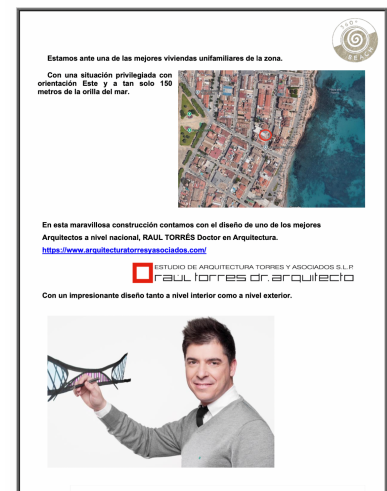 360°
BEACH
Estamos ante una de las mejores viviendas unifamiliares de la zona.
Con una situación privilegiada con
orientación Este y a tan solo 150
metros de la orilla del mar.
En esta maravillosa construcción contamos con el diseño de uno de los mejores
Arquitectos a nivel nacional, RAUL TORRÉS Doctor en Arquitectura.
https://www.arquitecturatorresyasociados.com/
ESTUDIO DE ARQUITECTURA TORRES Y ASOCIADOS S.L.P.
raúl torres dr. arquitecto
Con un impresionante diseño tanto a nivel interior como a nivel exterior.